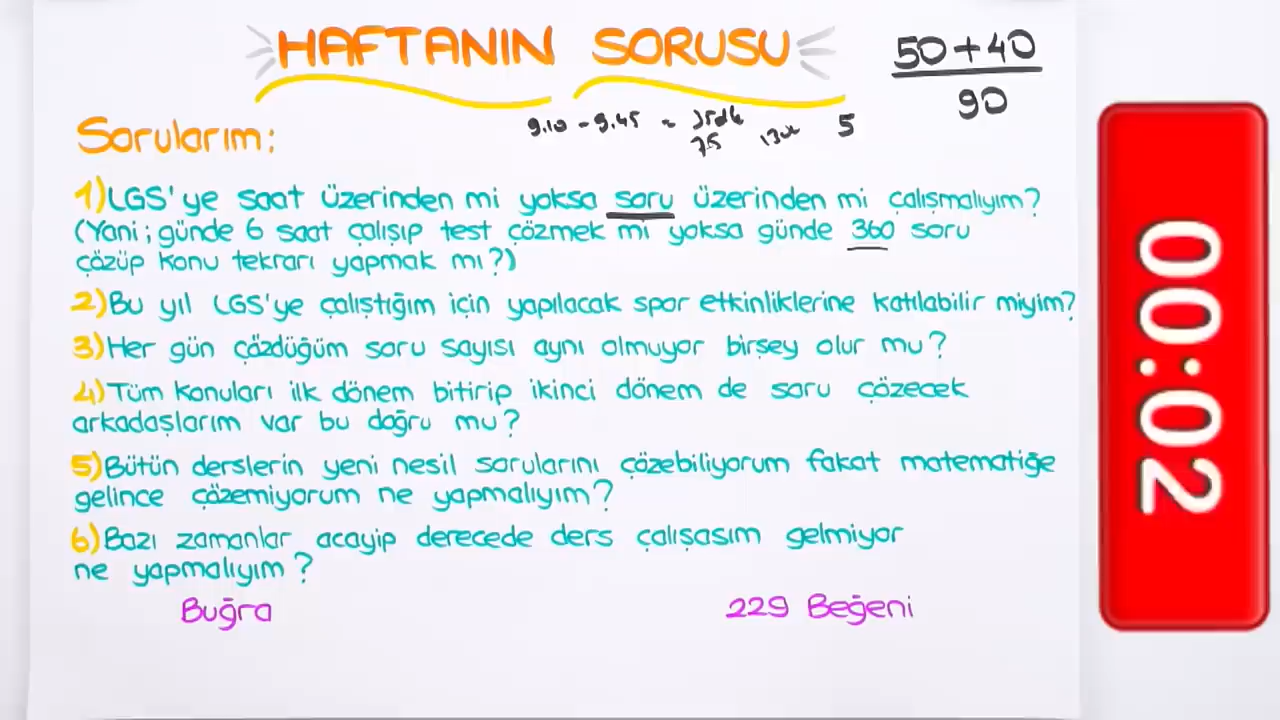 HAFTANIN SORUSU
50+40
90
9.10 - 9.45 =
75
5
Sorularım:
1)LGS'ye saat üzerinden mi yoksa soru üzerinden mi çalışmalıyım?
(Yani; günde 6 saat çalışıp test çözmek mi yoksa günde 360 soru
çözüp konu tekrarı yapmak mı?)
2)Bu yıl LGS'ye çalıştığım için yapılacak spor etkinliklerine katılabilir miyim?
3)Her gün çözdüğüm soru sayısı aynı olmuyor birşey olur mu?
4)Tüm konuları ilk dönem bitirip ikinci dönem de soru çözecek
arkadaşlarım var bu doğru mu?
5)Bütün derslerin yeni nesil sorularını çözebiliyorum fakat matematiğe
gelince çözemiyorum ne yapmalıyım?
6)Bazı zamanlar acayip derecede ders çalışasım gelmiyor
ne yapmalıyım?
Buğra
229 Beğeni
00:02